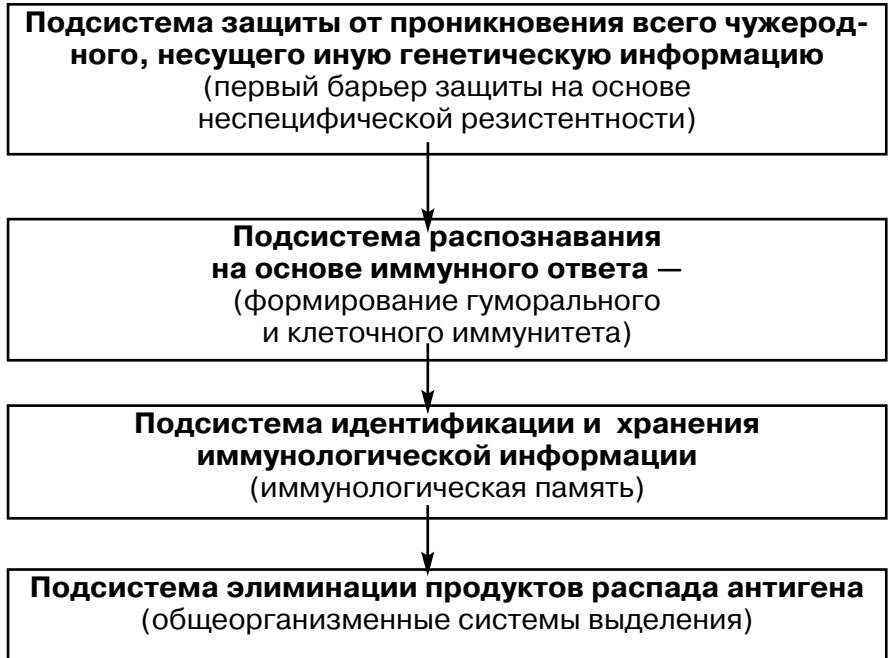 Подсистема защиты от проникновения всего чужерод-
ного, несущего иную генетическую информацию
(первый барьер защиты на основе
неспецифической резистентности)
Подсистема распознавания
на основе иммунного ответа —
(формирование гуморального
и клеточного иммунитета)
Подсистема идентификации и хранения
иммунологической информации
(иммунологическая память)
Подсистема элиминации продуктов распада антигена
(общеорганизменные системы выделения)